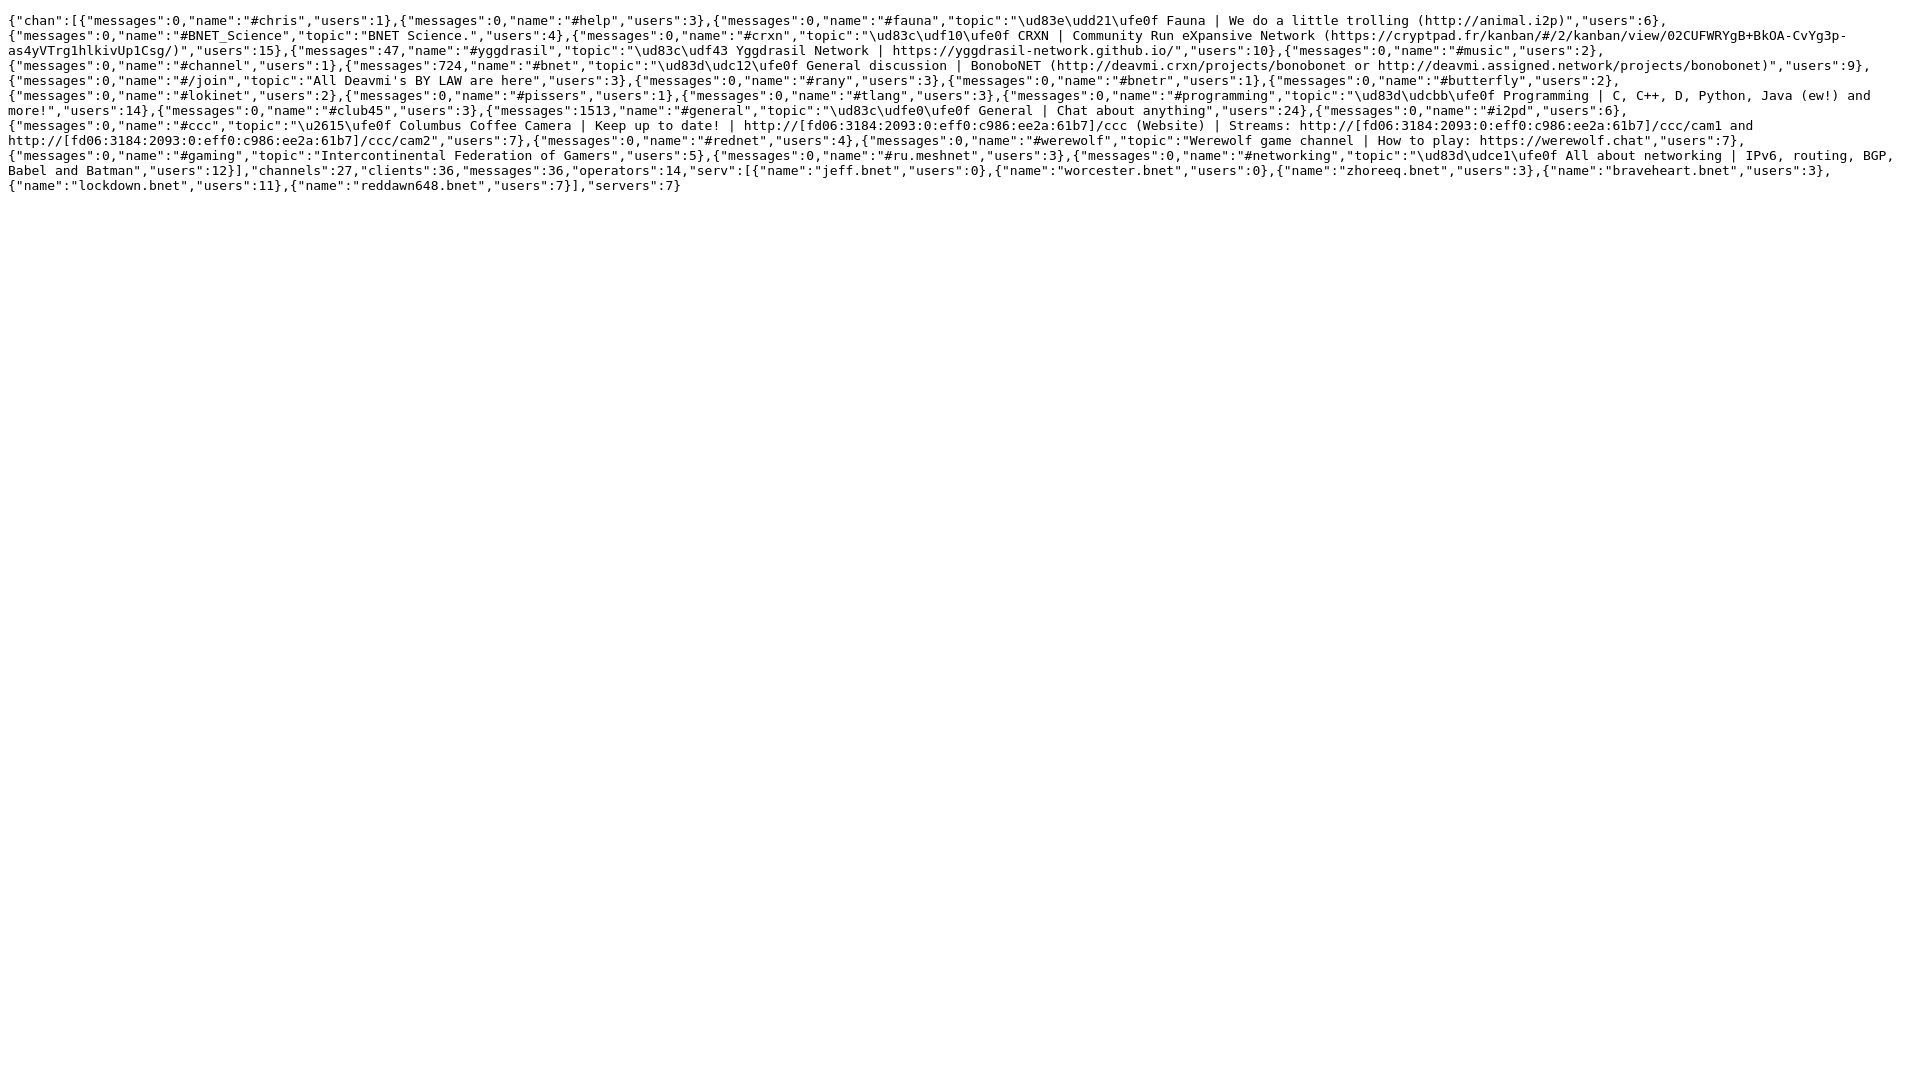 {"chan":[{"messages":0,"name":"#chris","users":1},{"messages":0,"name":"#help","users":3},{"messages":0,"name":"#fauna","topic":"\ud83e\udd21\ufe0f Fauna | We do a little trolling (http://animal.i2p)","users":6},
{"messages":0,"name":"#BNET_Science","topic":"BNET Science.","users":4},{"messages":0,"name":"#crxn","topic":"\ud83c\udf10\ufe0f CRXN | Community Run eXpansive Network (https://cryptpad.fr/kanban/#/2/kanban/view/02CUFWRYgB+BkOA-CvYg3p-
as4yVTrg1hlkivUp1Csg/)","users":15},{"messages":47,"name":"#yggdrasil","topic":"\ud83c\udf43 Yggdrasil Network | https://yggdrasil-network.github.io/","users":10},{"messages":0,"name":"#music","users":2},
{"messages":0,"name":"#channel","users":1},{"messages":724,"name":"#bnet","topic":"\ud83d\udc12\ufe0f General discussion | BonoboNET (http://deavmi.crxn/projects/bonobonet or http://deavmi.assigned.network/projects/bonobonet)","users":9},
{"messages":0,"name":"#/join","topic":"All Deavmi's BY LAW are here","users":3},{"messages":0,"name":"#rany","users":3},{"messages":0,"name":"#bnetr","users":1},{"messages":0,"name":"#butterfly","users":2},
{"messages":0,"name":"#lokinet","users":2},{"messages":0,"name":"#pissers","users":1},{"messages":0,"name":"#tlang","users":3},{"messages":0,"name":"#programming","topic":"\ud83d\udcbb\ufe0f Programming | C, C++, D, Python, Java (ew!) and
more!","users":14},{"messages":0,"name":"#club45","users":3},{"messages":1513,"name":"#general","topic":"\ud83c\udfe0\ufe0f General | Chat about anything","users":24},{"messages":0,"name":"#i2pd","users":6},
{"messages":0,"name":"#ccc","topic":"\u2615\ufe0f Columbus Coffee Camera | Keep up to date! | http://[fd06:3184:2093:0:eff0:c986:ee2a:61b7]/ccc (Website) | Streams: http://[fd06:3184:2093:0:eff0:c986:ee2a:61b7]/ccc/cam1 and
http://[fd06:3184:2093:0:eff0:c986:ee2a:61b7]/ccc/cam2","users":7},{"messages":0,"name":"#rednet","users":4},{"messages":0,"name":"#werewolf","topic":"Werewolf game channel | How to play: https://werewolf.chat","users":7},
{"messages":0,"name":"#gaming","topic":"Intercontinental Federation of Gamers","users":5},{"messages":0,"name":"#ru.meshnet","users":3},{"messages":0,"name":"#networking","topic":"\ud83d\udce1\ufe0f All about networking | IPv6, routing, BGP,
Babel and Batman","users":12}],"channels":27,"clients":36,"messages":36,"operators":14,"serv":[{"name":"jeff.bnet","users":0},{"name":"worcester.bnet","users":0},{"name":"zhoreeq.bnet","users":3},{"name":"braveheart.bnet","users":3},
{"name":"lockdown.bnet","users":11},{"name":"reddawn648.bnet","users":7}],"servers":7}